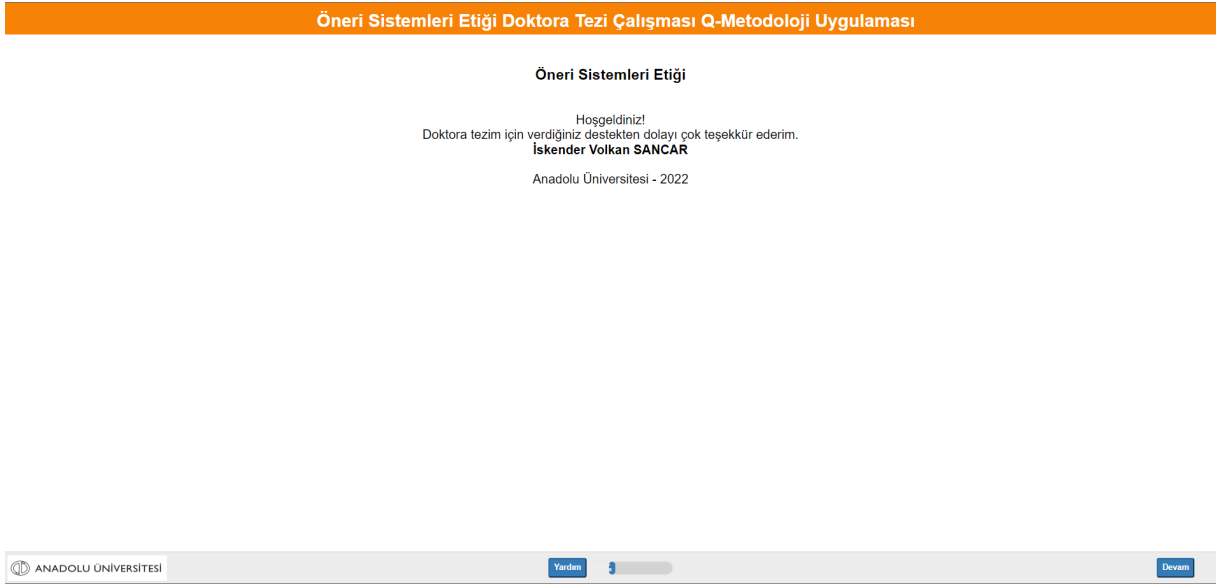 Öneri Sistemleri Etiği Doktora Tezi Çalışması Q-Metodoloji Uygulaması
Öneri Sistemleri Etiği
Hoşgeldiniz!
Doktora tezim için verdiğiniz destekten dolayı çok teşekkür ederim.
İskender Volkan SANCAR
Anadolu Üniversitesi - 2022
ANADOLU ÜNİVERSİTESİ
Yardım
Devam